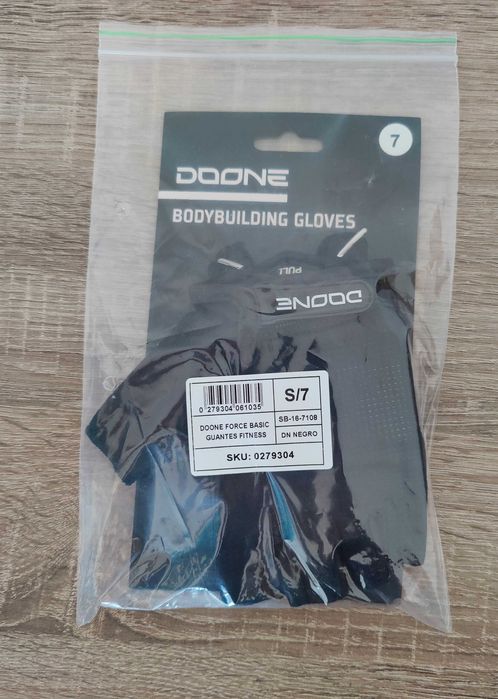 7
DOONE
BODYBUILDING GLOVES
PULL
DOONE
0 279304 061035
S/7
DOONE FORCE BASIC
GUANTES FITNESS
SB-16-7108
DN NEGRO
SKU: 0279304